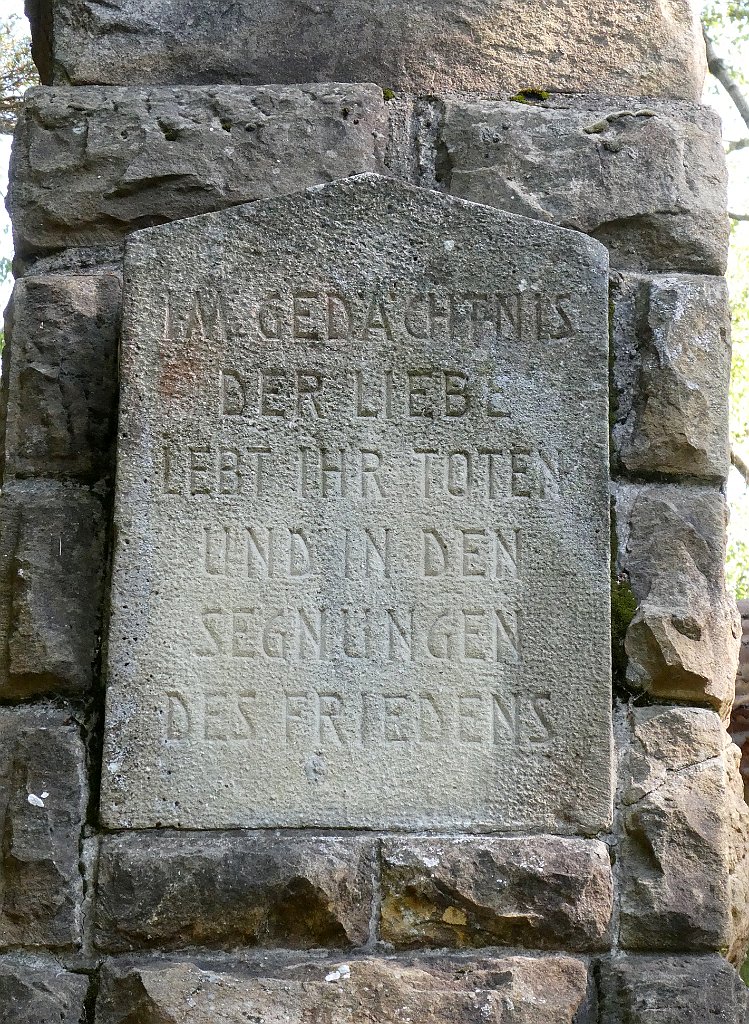 IM GEDÄCHTNIS
DER LIEBE
LEBT IHR TOTEN
UND IN DEN
SEGNUNGEN
DES FRIEDENS